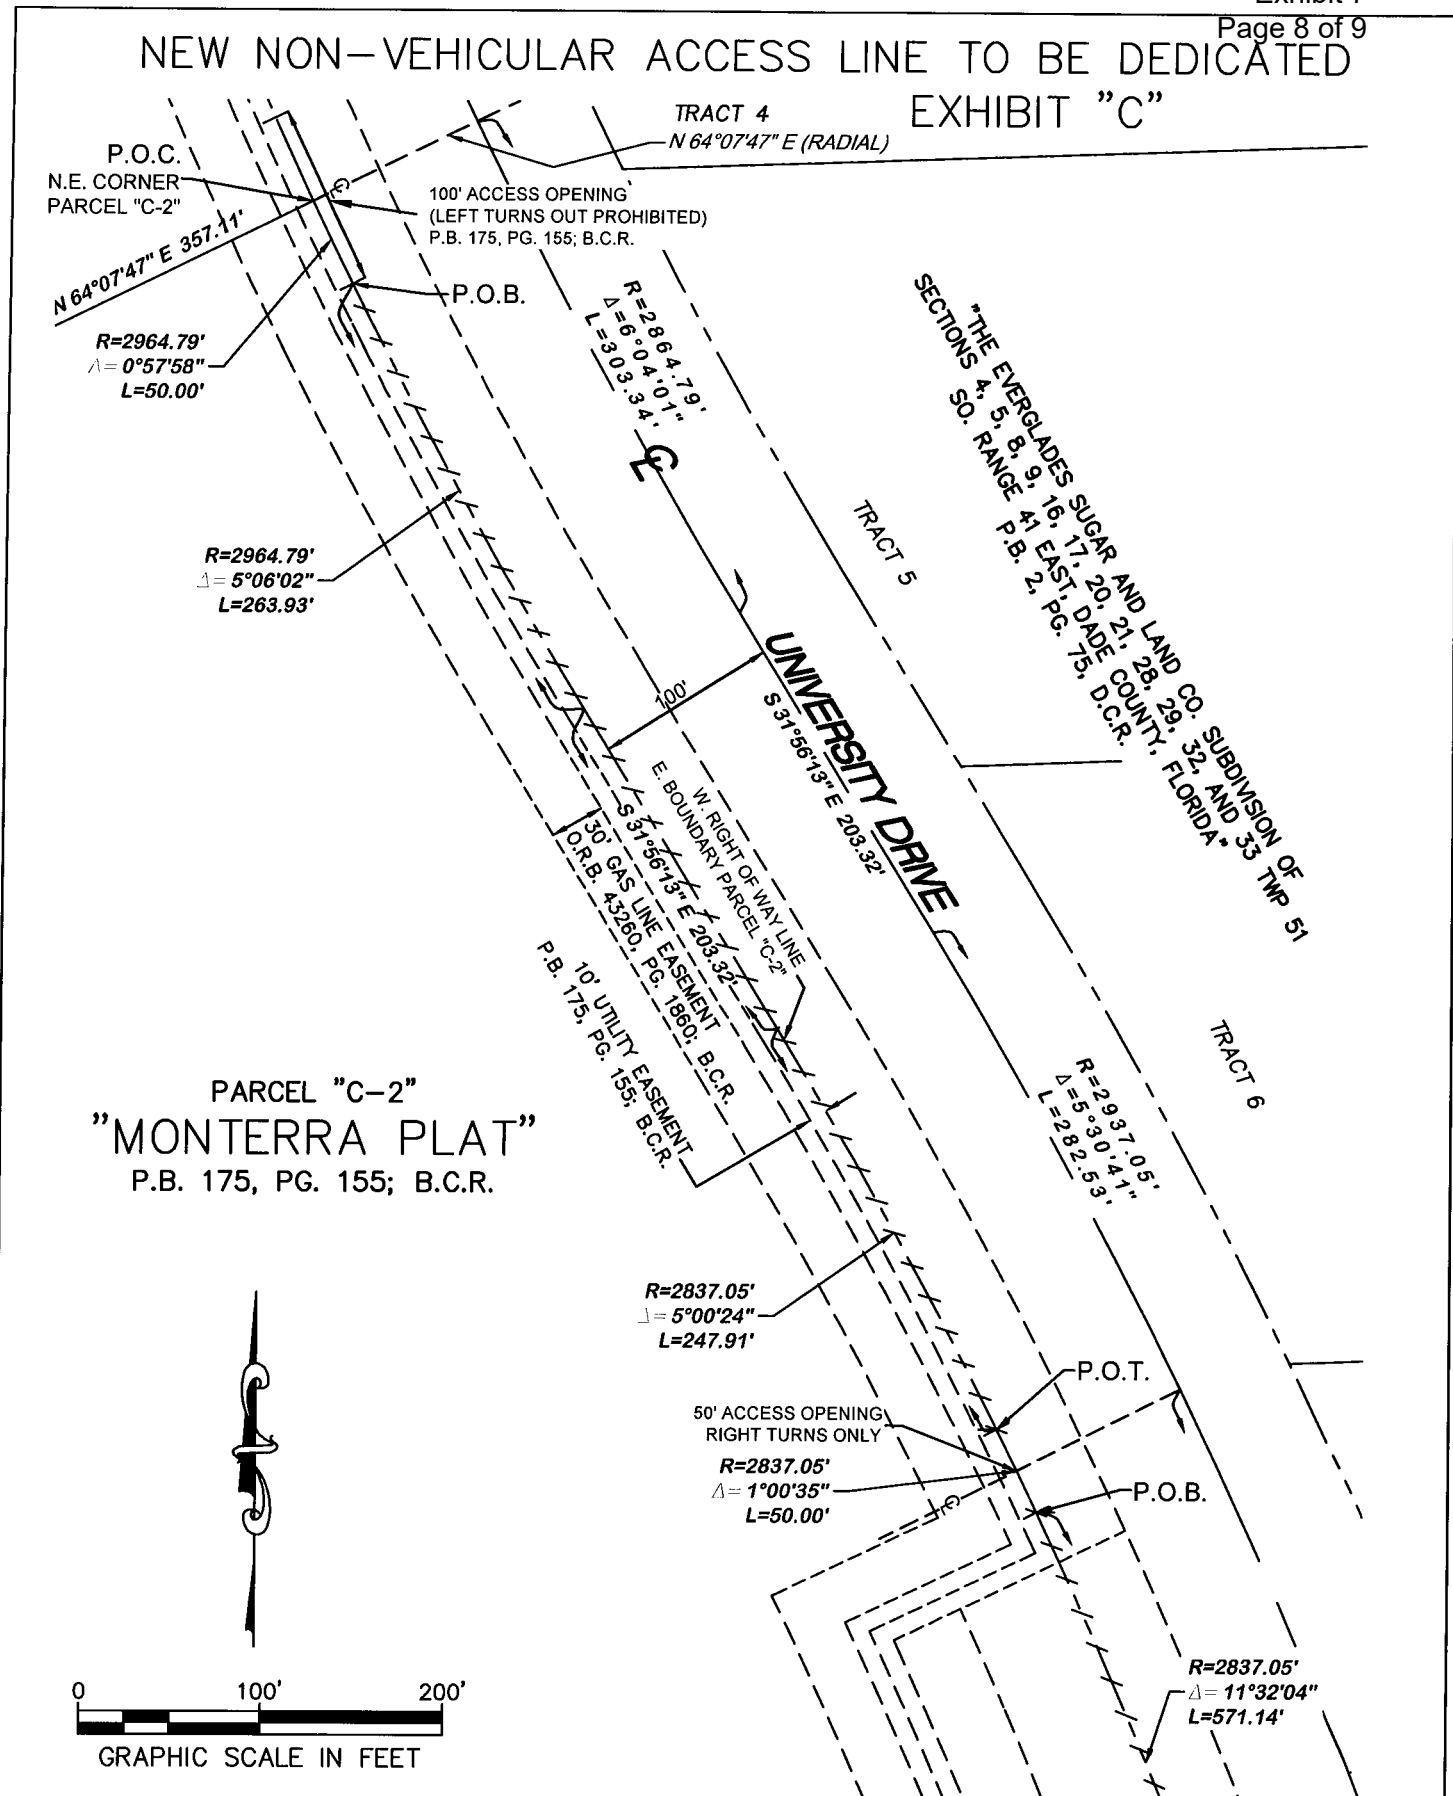 Page 8 of 9
NEW NON-VEHICULAR ACCESS LINE TO BE DEDICATED
EXHIBIT "C"
TRACT 4
N 64°07'47" E (RADIAL)
P.O.C.
N.E. CORNER
PARCEL "C-2"
100' ACCESS OPENING
(LEFT TURNS OUT PROHIBITED)
P.B. 175, PG. 155; B.C.R.
N 64°07'47" E 357.11'
P.O.B.
R=2964.79'
Δ= 0°57'58"
L=50.00'
R=2864.79'
Δ=6°04'01"
L=303.34'
"THE EVERGLADES SUGAR AND LAND CO. SUBDIVISION OF
SECTIONS 4, 5, 8, 9, 16, 17, 20, 21, 28, 29, 32, AND 33 TWP 51
SO. RANGE 41 EAST, DADE COUNTY, FLORIDA"
P.B. 2, PG. 75, D.C.R.
TRACT 5
R=2964.79'
Δ= 5°06'02"
L=263.93'
100'
UNIVERSITY DRIVE
S 31°56'13" E 203.32'
W. RIGHT OF WAY LINE
E. BOUNDARY PARCEL "C-2"
S 31°56'13" E 203.32'
30' GAS LINE EASEMENT
O.R.B. 43260, PG. 1860; B.C.R.
10' UTILITY EASEMENT
P.B. 175, PG. 155; B.C.R.
TRACT 6
R=2937.05'
Δ=5°30'41"
L=282.53'
PARCEL "C-2"
"MONTERRA PLAT"
P.B. 175, PG. 155; B.C.R.
R=2837.05'
Δ= 5°00'24"
L=247.91'
P.O.T.
50' ACCESS OPENING
RIGHT TURNS ONLY
R=2837.05'
Δ= 1°00'35"
L=50.00'
P.O.B.
R=2837.05'
Δ= 11°32'04"
L=571.14'
0 100' 200'
GRAPHIC SCALE IN FEET